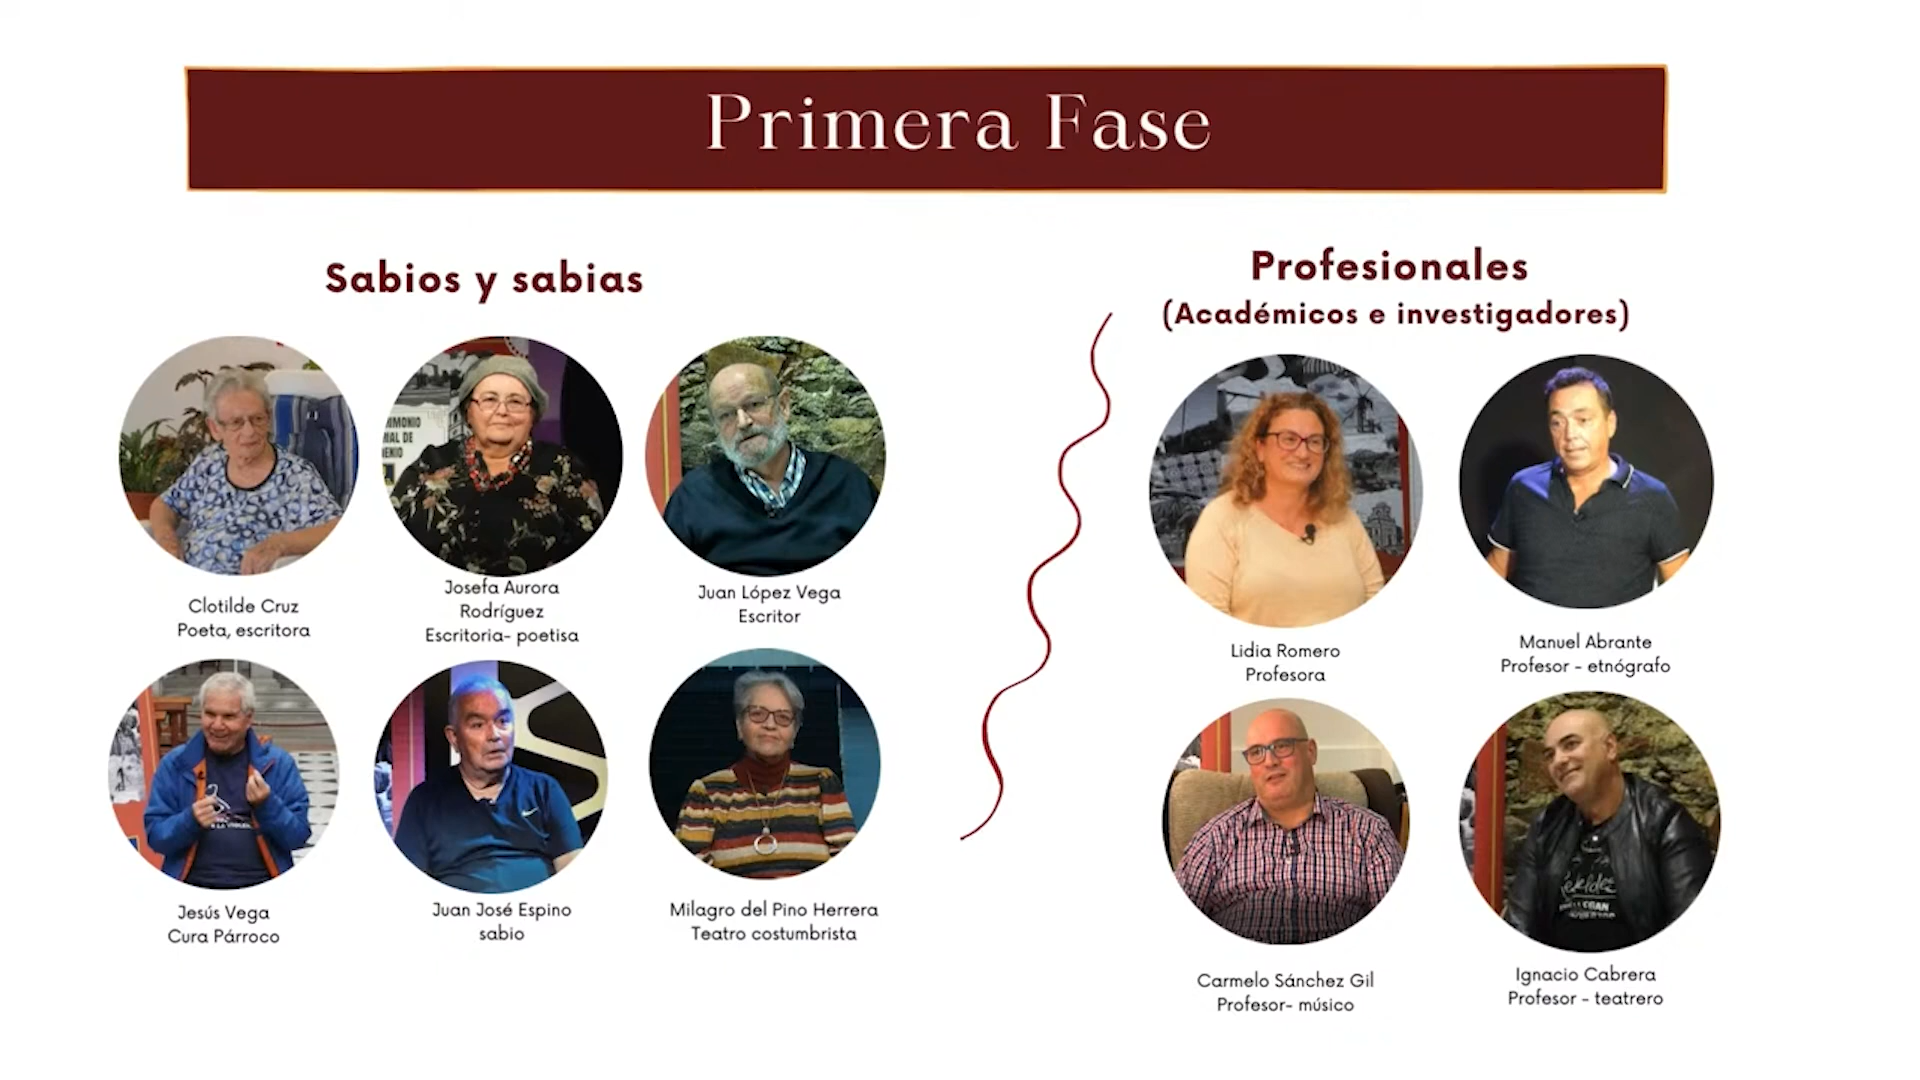 Primera Fase
Sabios y sabias
Clotilde Cruz
Poeta, escritora
Josefa Aurora
Rodríguez
Escritoria- poetisa
Juan López Vega
Escritor
Jesús Vega
Cura Párroco
Juan José Espino
sabio
Milagro del Pino Herrera
Teatro costumbrista
Profesionales
(Académicos e investigadores)
Lidia Romero
Profesora
Manuel Abrante
Profesor - etnógrafo
Carmelo Sánchez Gil
Profesor- músico
Ignacio Cabrera
Profesor - teatrero